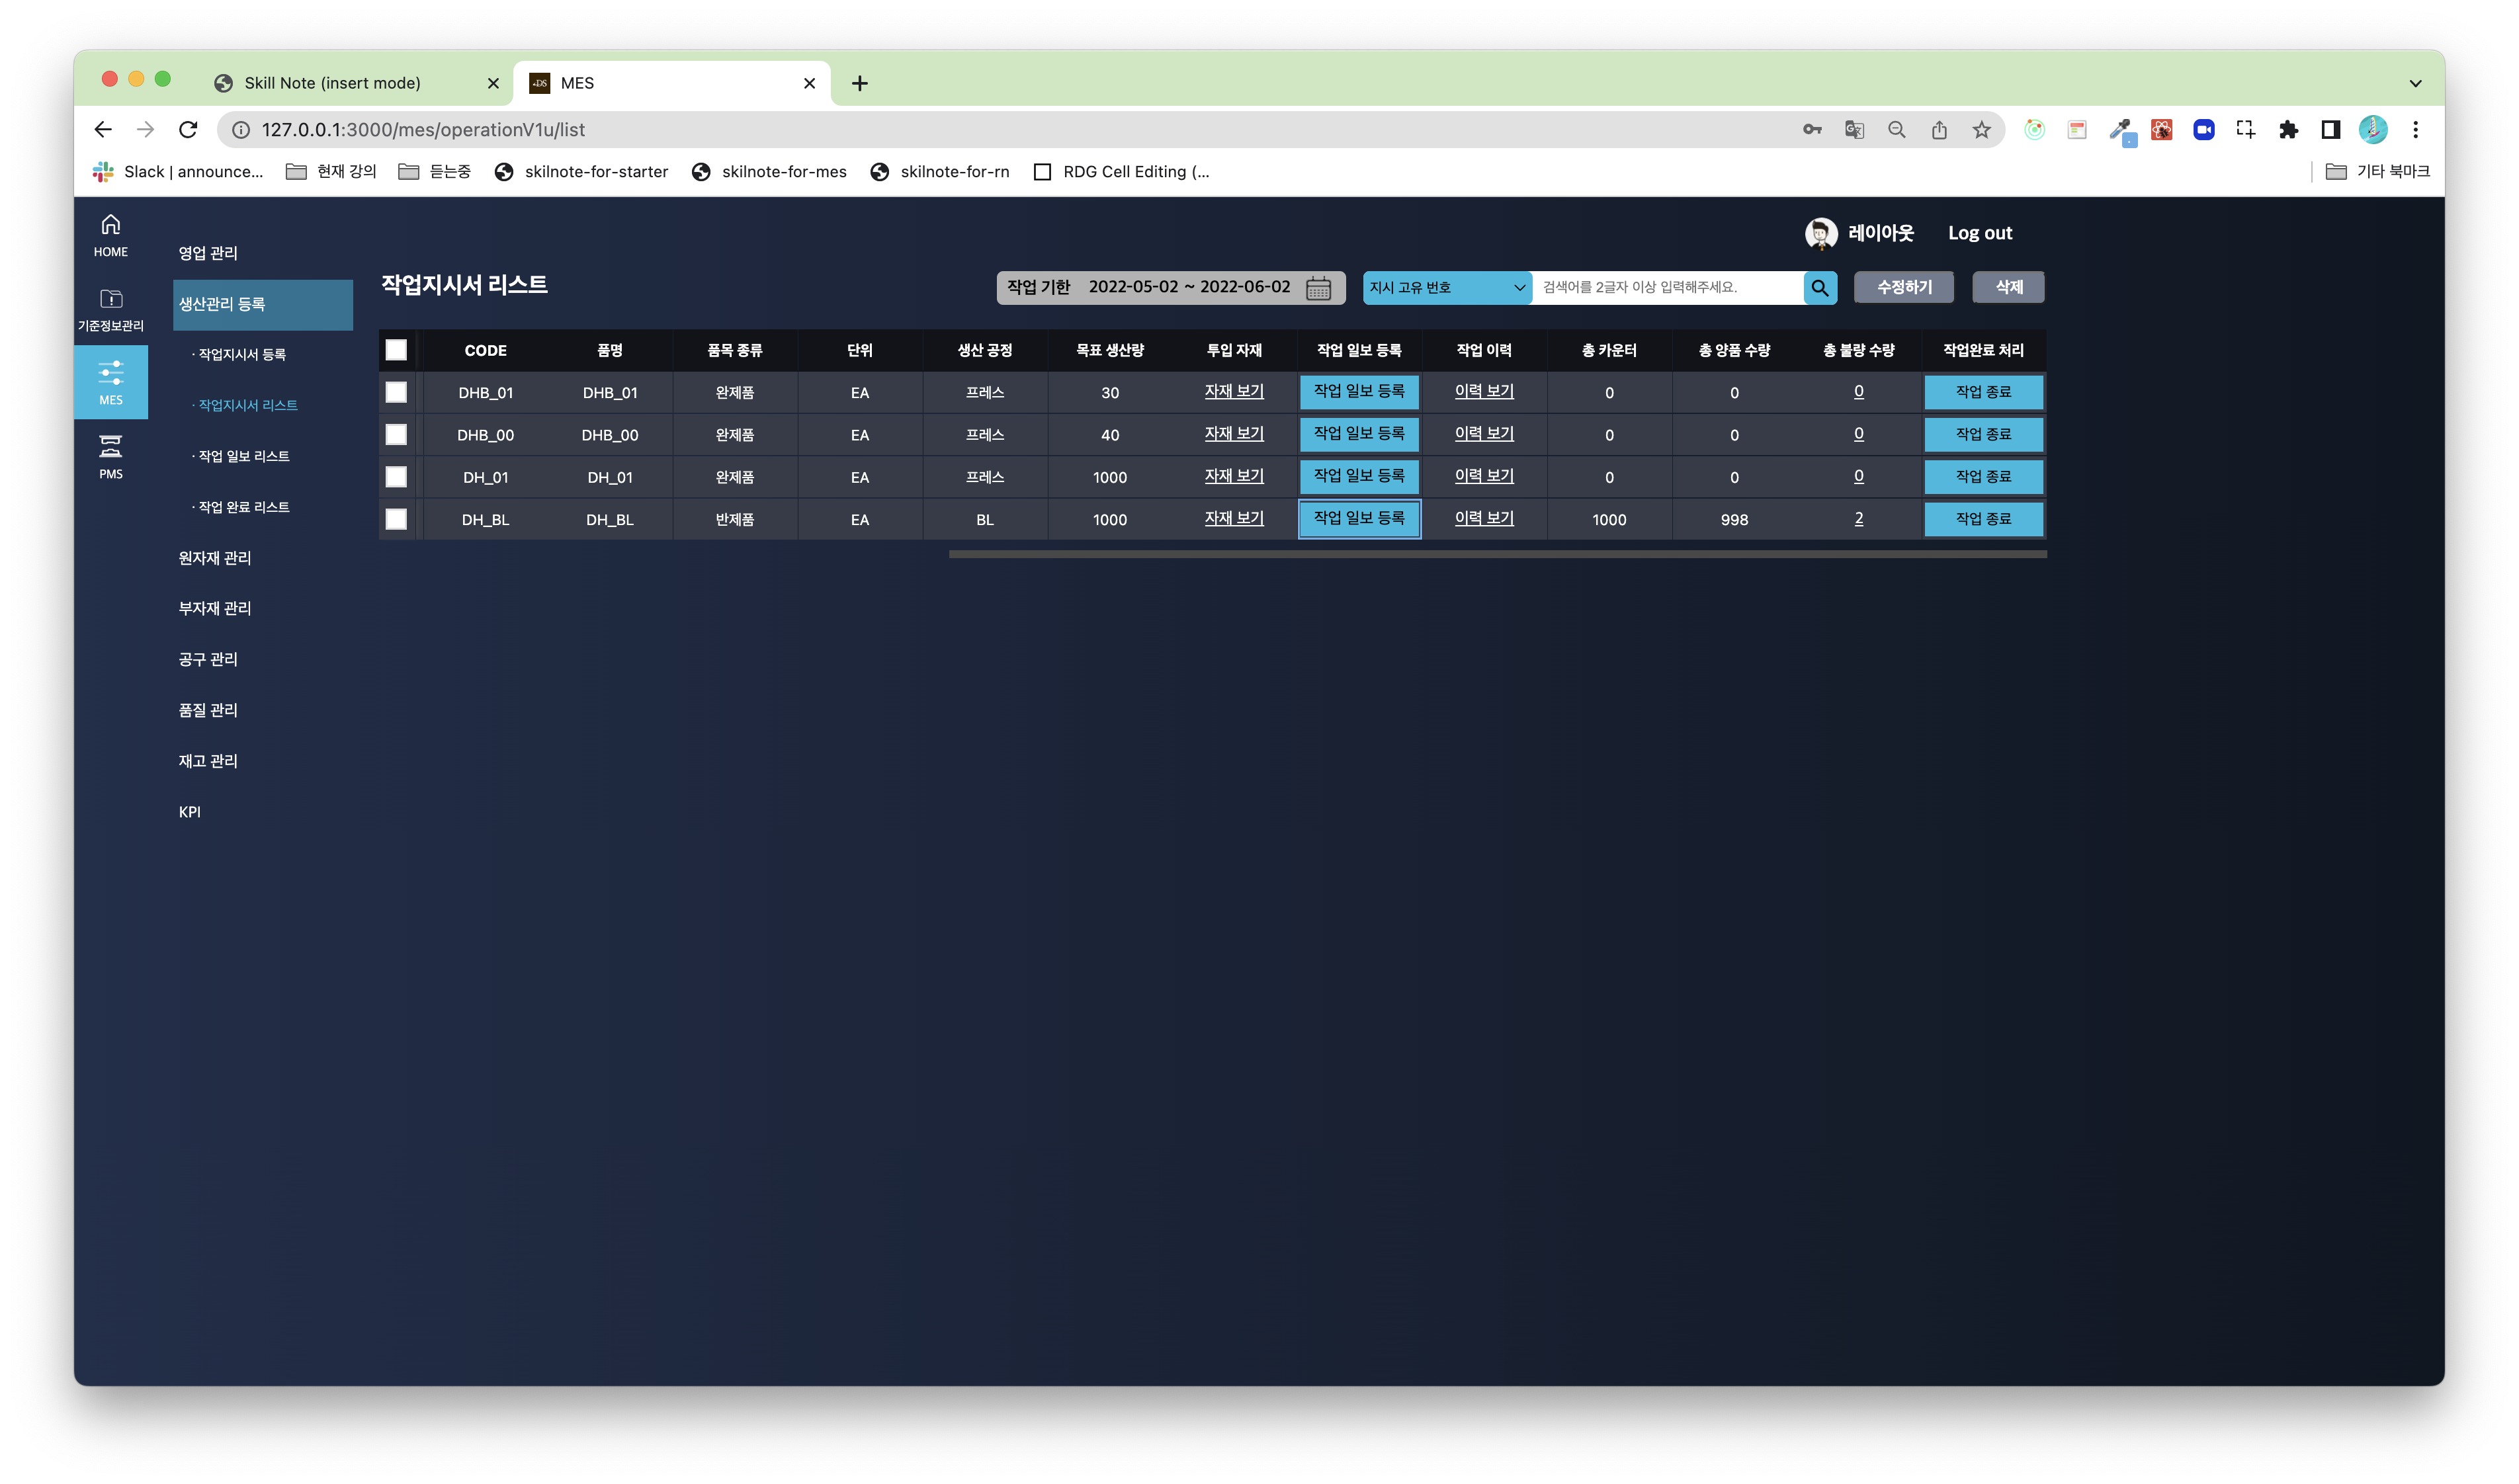 Skill Note (insert mode)
MES
127.0.0.1:3000/mes/operationV1u/list
Slack | announce...
현재 강의
듣는중
skilnote-for-starter
skilnote-for-mes
skilnote-for-rn
RDG Cell Editing (...
기타 북마크
HOME
기준정보관리
MES
PMS
영업 관리
생산관리 등록
· 작업지시서 등록
· 작업지시서 리스트
· 작업 일보 리스트
· 작업 완료 리스트
원자재 관리
부자재 관리
공구 관리
품질 관리
재고 관리
KPI
레이아웃 Log out
작업지시서 리스트
작업 기한 2022-05-02 ~ 2022-06-02
지시 고유 번호
검색어를 2글자 이상 입력해주세요.
수정하기
삭제
CODE 품명 품목 종류 단위 생산 공정 목표 생산량 투입 자재 작업 일보 등록 작업 이력 총 카운터 총 양품 수량 총 불량 수량 작업완료 처리
DHB_01 DHB_01 완제품 EA 프레스 30 자재 보기 작업 일보 등록 이력 보기 0 0 0 작업 종료
DHB_00 DHB_00 완제품 EA 프레스 40 자재 보기 작업 일보 등록 이력 보기 0 0 0 작업 종료
DH_01 DH_01 완제품 EA 프레스 1000 자재 보기 작업 일보 등록 이력 보기 0 0 0 작업 종료
DH_BL DH_BL 반제품 EA BL 1000 자재 보기 작업 일보 등록 이력 보기 1000 998 2 작업 종료